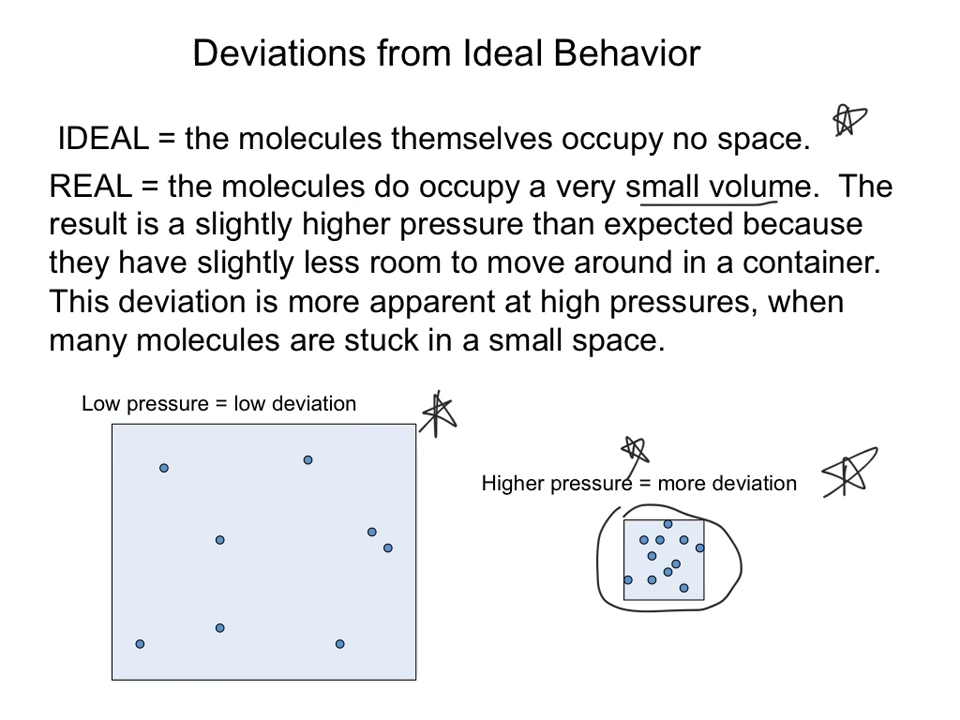 Deviations from Ideal Behavior
IDEAL = the molecules themselves occupy no space.
REAL = the molecules do occupy a very small volume.  The
result is a slightly higher pressure than expected because
they have slightly less room to move around in a container.
This deviation is more apparent at high pressures, when
many molecules are stuck in a small space.
Low pressure = low deviation
Higher pressure = more deviation